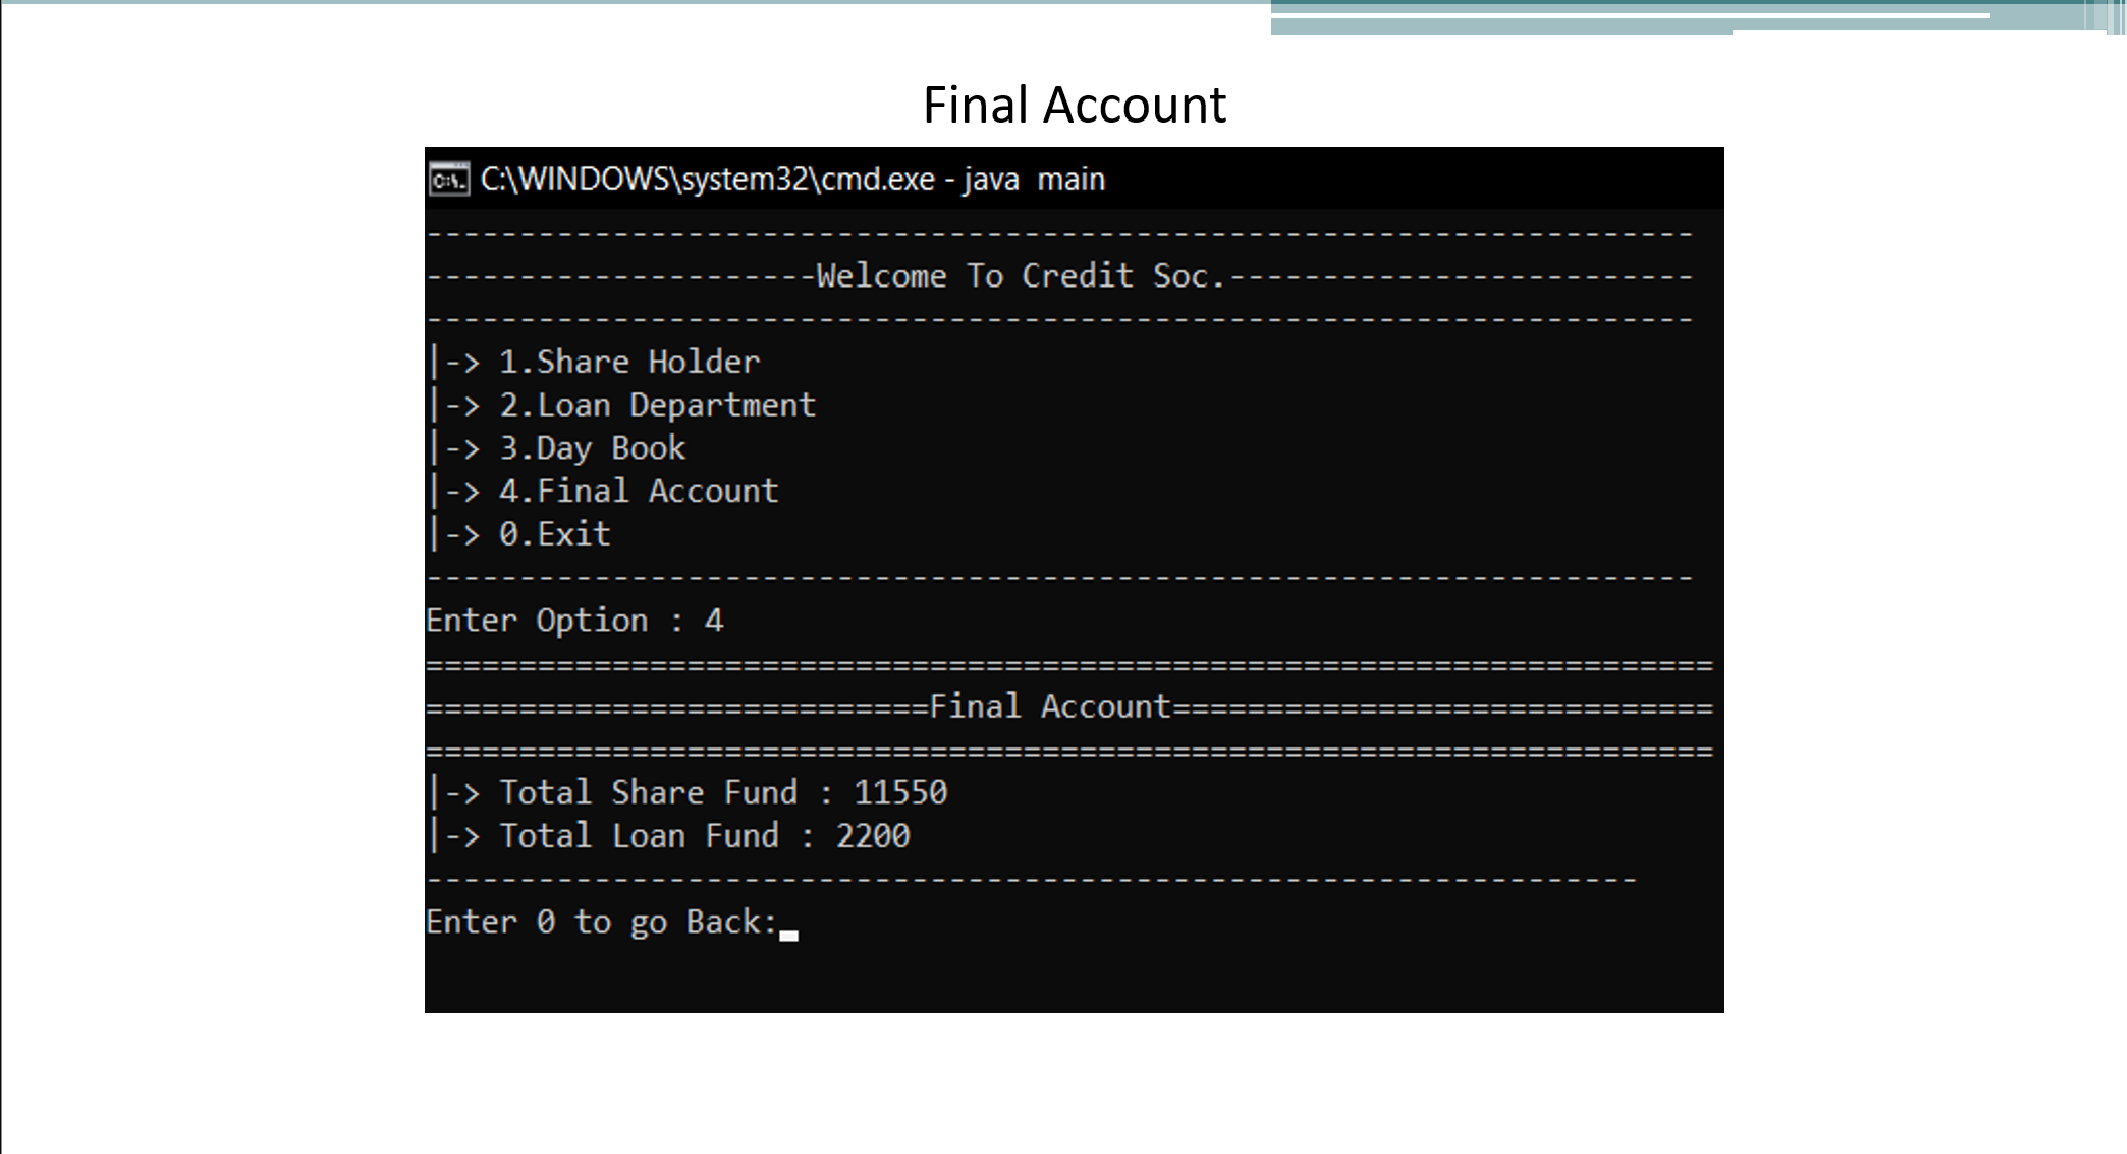 Final Account
C:\WINDOWS\system32\cmd.exe - java  main
--------------------------------------------------------------------
---------------------Welcome To Credit Soc.-------------------------
--------------------------------------------------------------------
|-> 1.Share Holder
|-> 2.Loan Department
|-> 3.Day Book
|-> 4.Final Account
|-> 0.Exit
--------------------------------------------------------------------
Enter Option : 4
=====================================================================
===========================Final Account=============================
=====================================================================
|-> Total Share Fund : 11550
|-> Total Loan Fund : 2200
-----------------------------------------------------------------
Enter 0 to go Back: